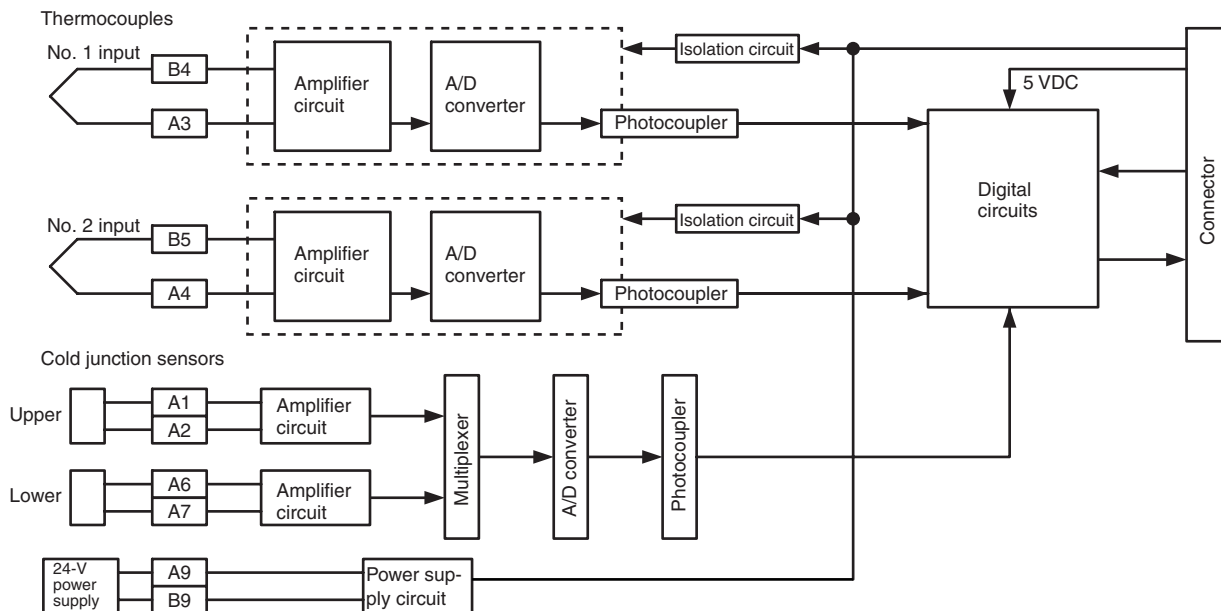 Thermocouples
No. 1 input
B4
A3
Amplifier
circuit
A/D
converter
Isolation circuit
Photocoupler
5 VDC
Digital
circuits
Connector
No. 2 input
B5
A4
Amplifier
circuit
A/D
converter
Isolation circuit
Photocoupler
Cold junction sensors
Upper
A1
A2
Amplifier
circuit
Lower
A6
A7
Amplifier
circuit
Multiplexer
A/D converter
Photocoupler
24-V
power
supply
A9
B9
Power sup-
ply circuit